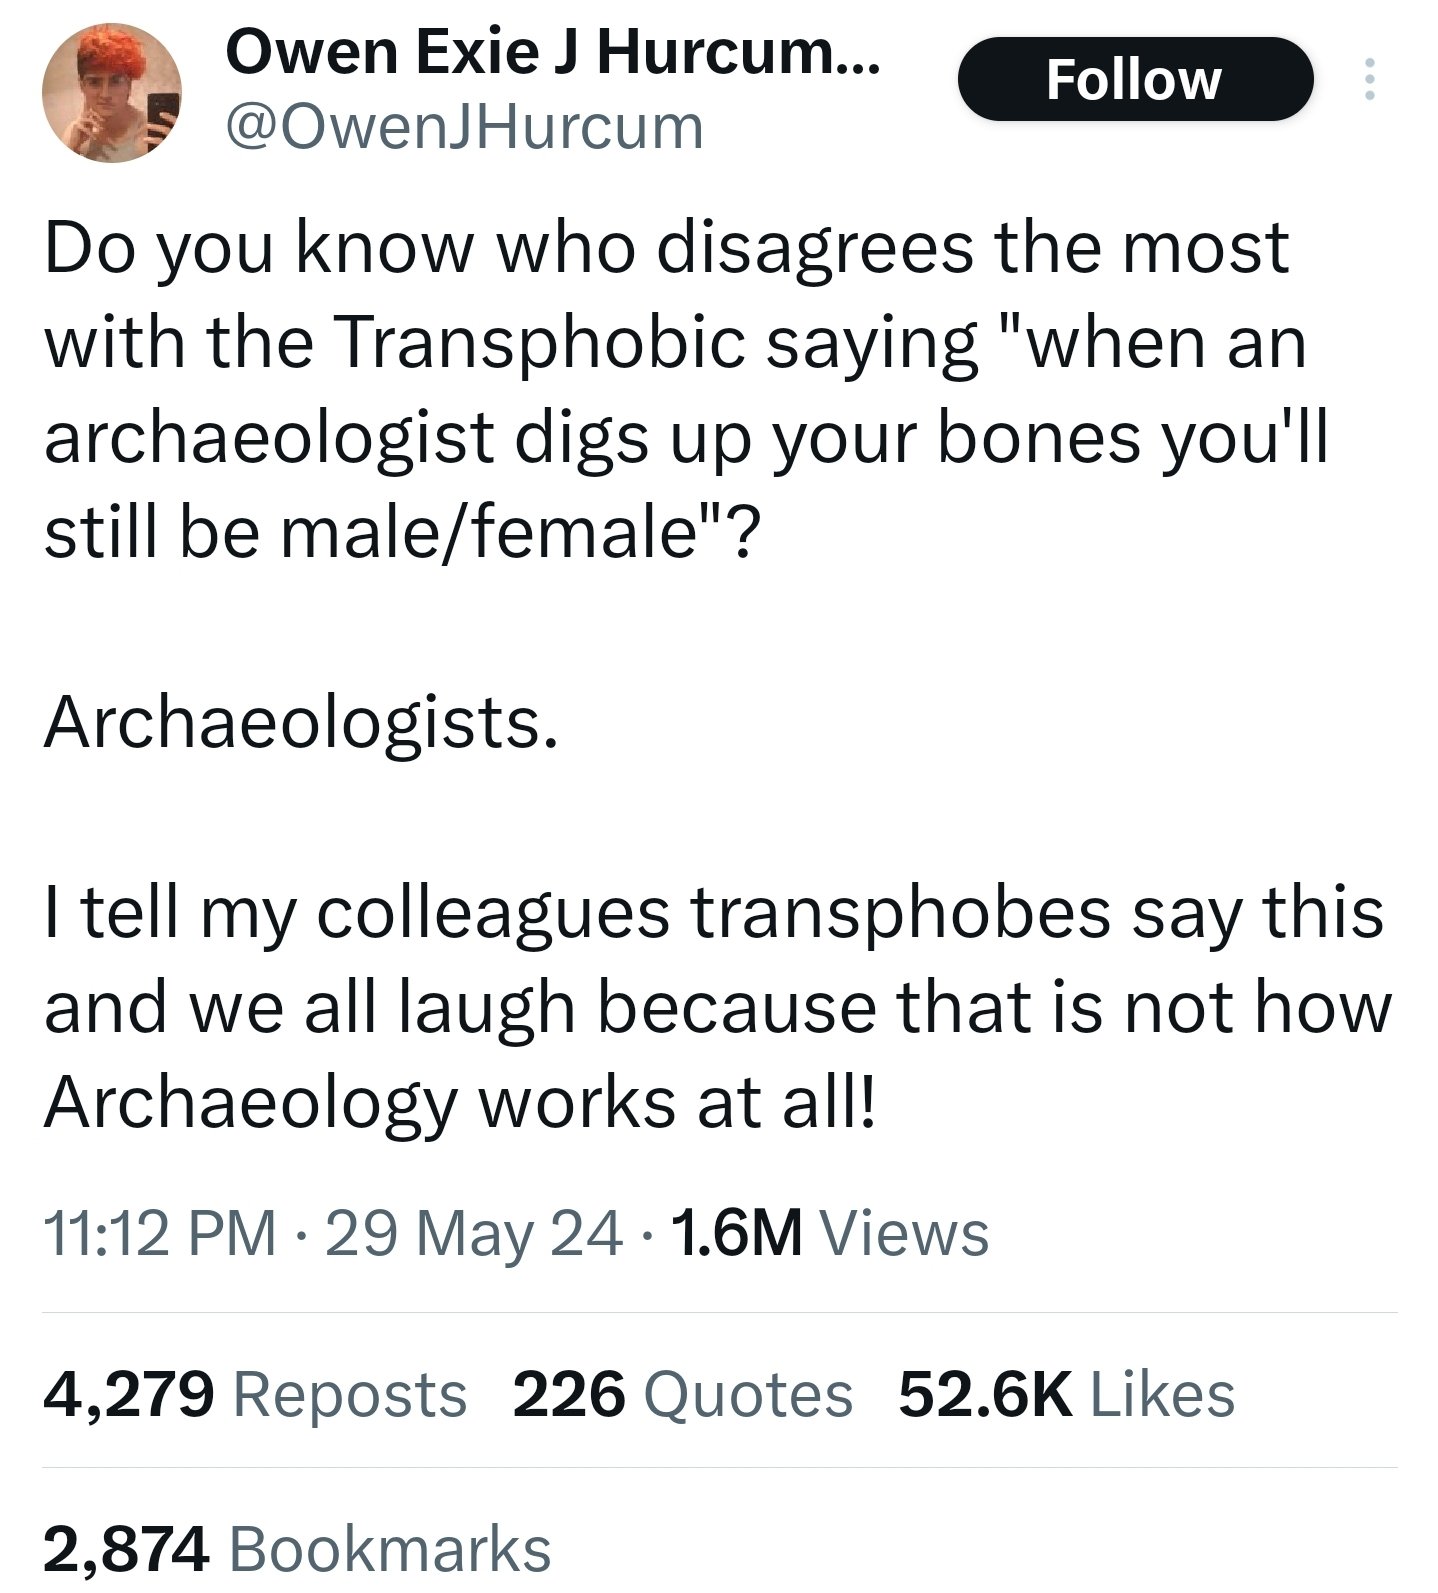 Owen Exie J Hurcum...
Follow
@OwenJHurcum
Do you know who disagrees the most
with the Transphobic saying "when an
archaeologist digs up your bones you'll
still be male/female"?
Archaeologists.
I tell my colleagues transphobes say this
and we all laugh because that is not how
Archaeology works at all!
11:12 PM · 29 May 24 · 1.6M Views
4,279 Reposts 226 Quotes 52.6K Likes
2,874 Bookmarks